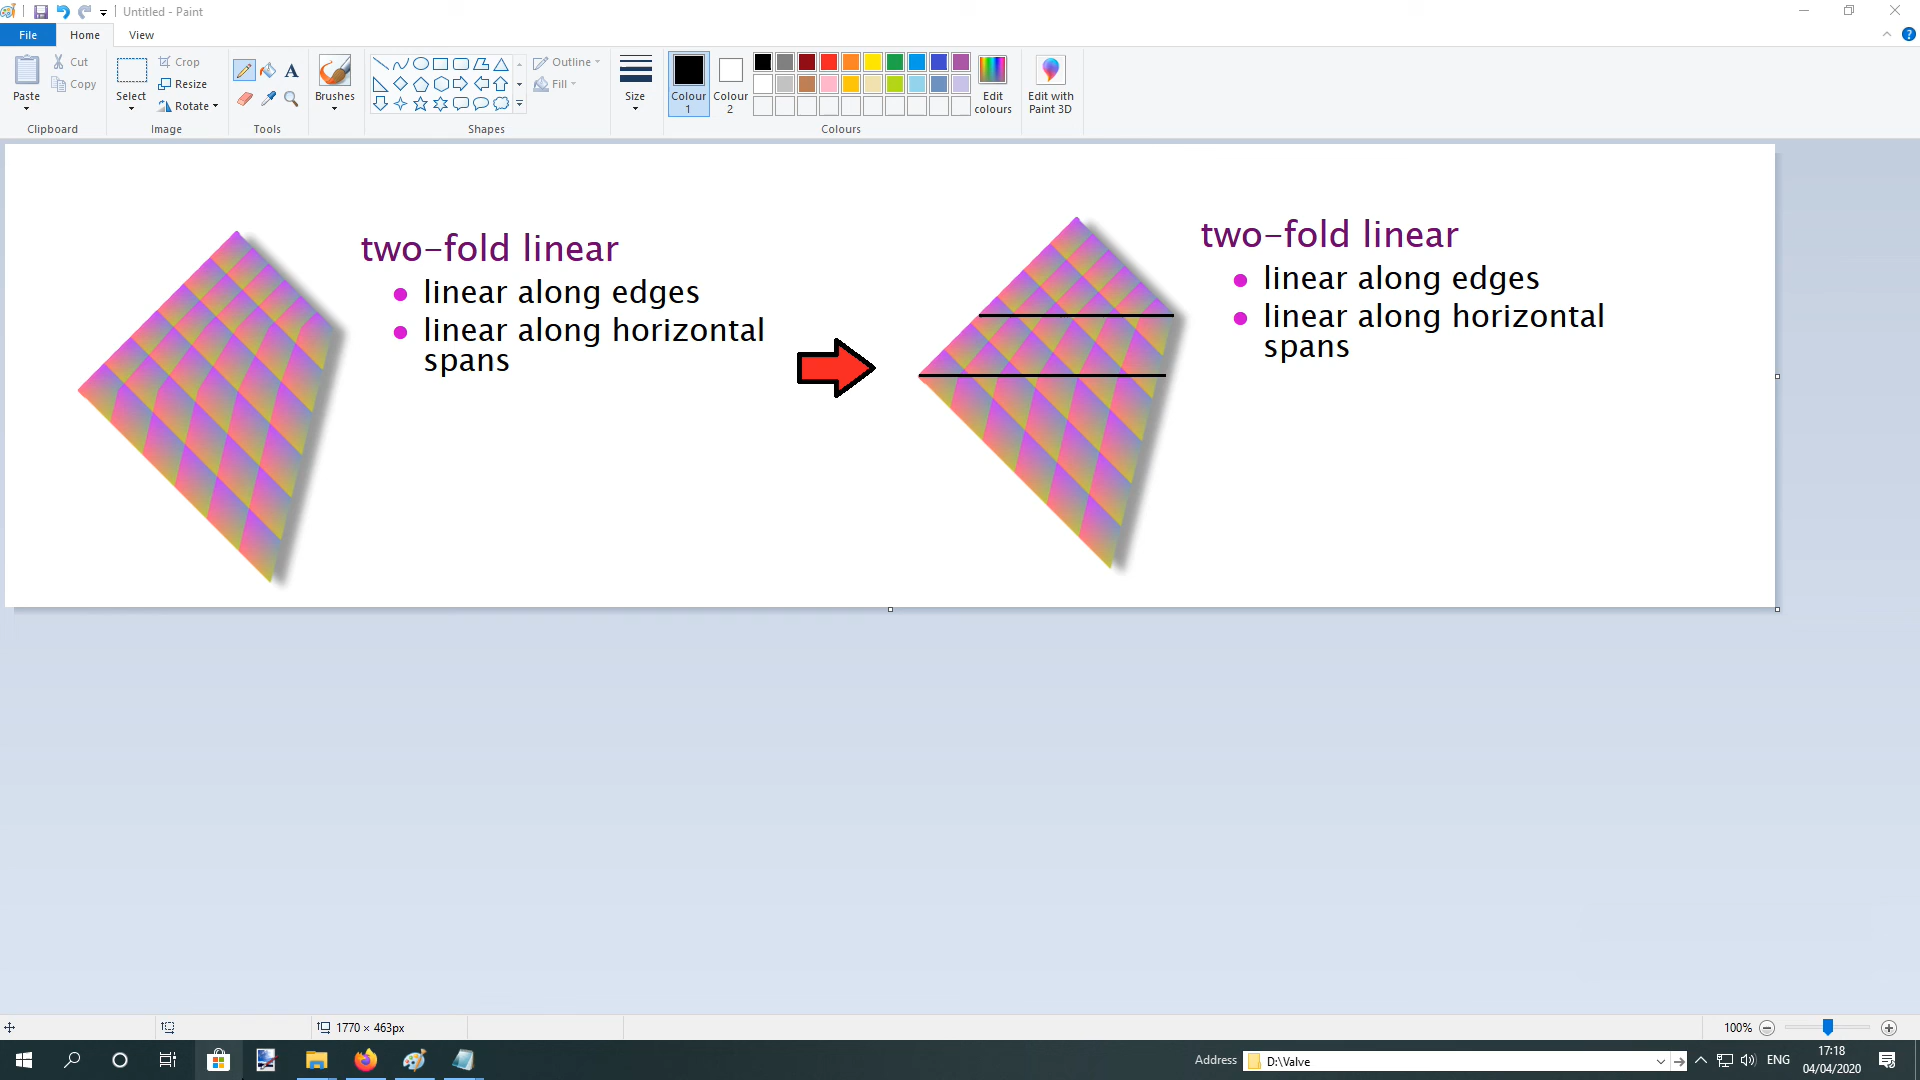 Untitled - Paint
File Home View
Paste
Cut
Copy
Clipboard
Select
Crop
Resize
Rotate
Image
A
Tools
Brushes
Outline
Fill
Shapes
Size
Colour 1
Colour 2
Edit colours
Colours
Edit with Paint 3D
two-fold linear
linear along edges
linear along horizontal
spans
two-fold linear
linear along edges
linear along horizontal
spans
1770 × 463px
100%
Address D:\Valve
ENG
17:18
04/04/2020